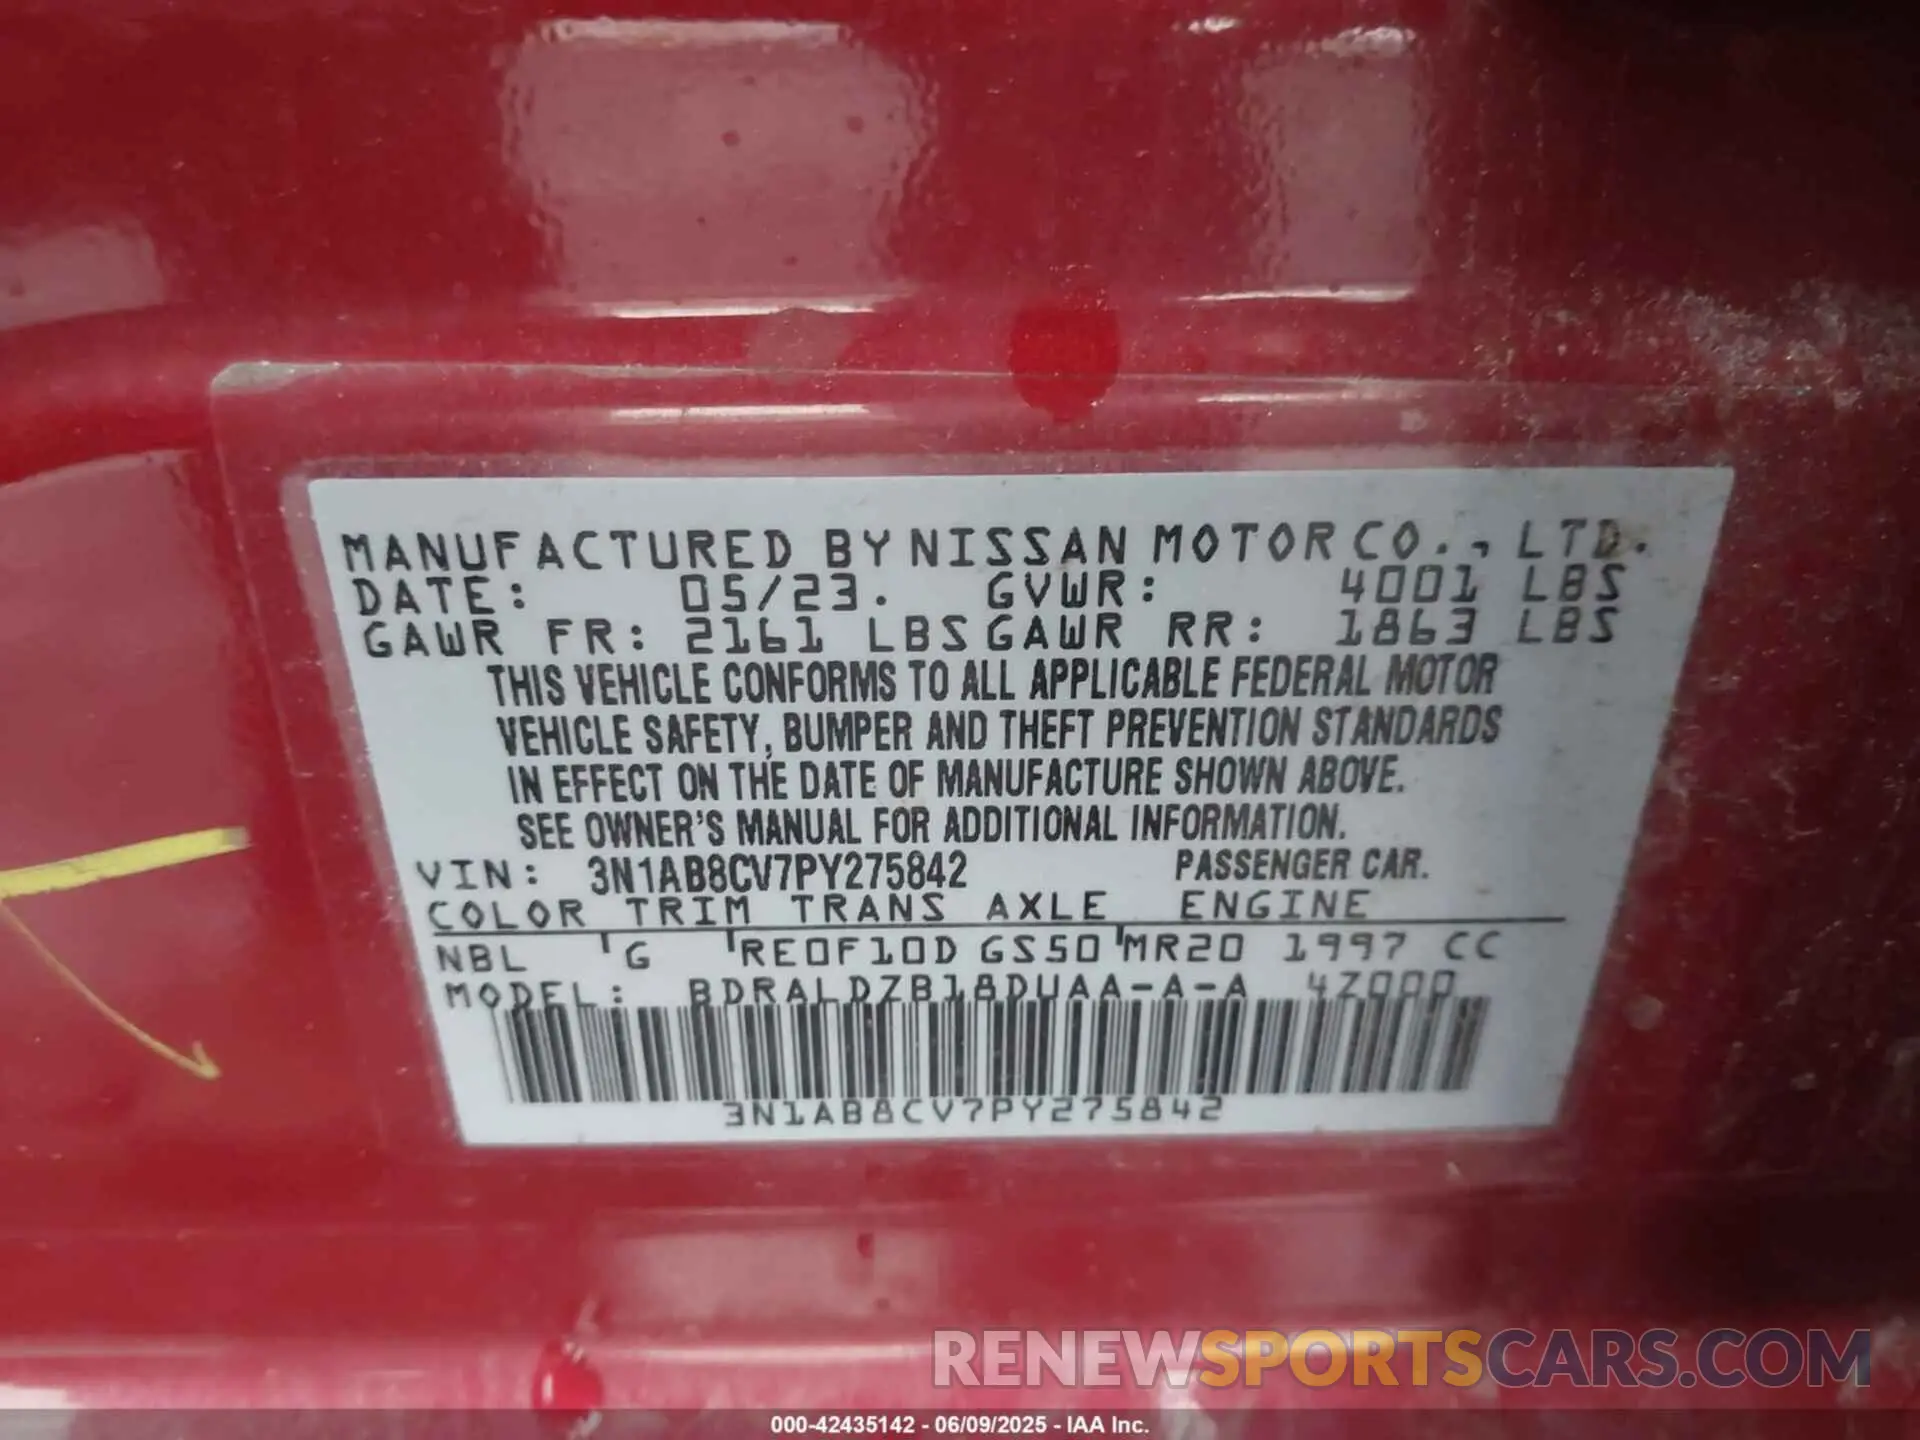 MANUFACTURED BY NISSAN MOTOR CO., LTD.
DATE: 05/23. GVWR: 4001 LBS
GAWR FR: 2161 LBS GAWR RR: 1863 LBS
THIS VEHICLE CONFORMS TO ALL APPLICABLE FEDERAL MOTOR
VEHICLE SAFETY, BUMPER AND THEFT PREVENTION STANDARDS
IN EFFECT ON THE DATE OF MANUFACTURE SHOWN ABOVE.
SEE OWNER'S MANUAL FOR ADDITIONAL INFORMATION.
VIN: 3N1AB8CV7PY275842 PASSENGER CAR.
COLOR TRIM TRANS AXLE ENGINE
NBL G RE0F10D GS50 MR20 1997 CC
MODEL: BDRALDZB18DUAA-A-A 4Z000
3N1AB8CV7PY275842
RENEWSPORTSCARS.COM
000-42435142 - 06/09/2025 - IAA Inc.